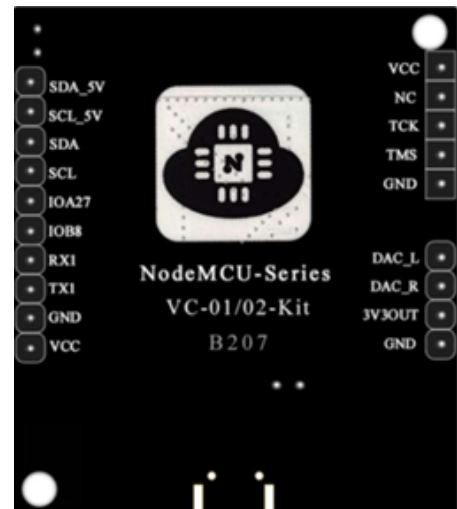 SDA_5V
SCL_5V
SDA
SCL
IOA27
IOB8
RX1
TX1
GND
VCC
N
NodeMCU-Series
VC-01/02-Kit
B207
VCC
NC
TCK
TMS
GND
DAC_L
DAC_R
3V3OUT
GND